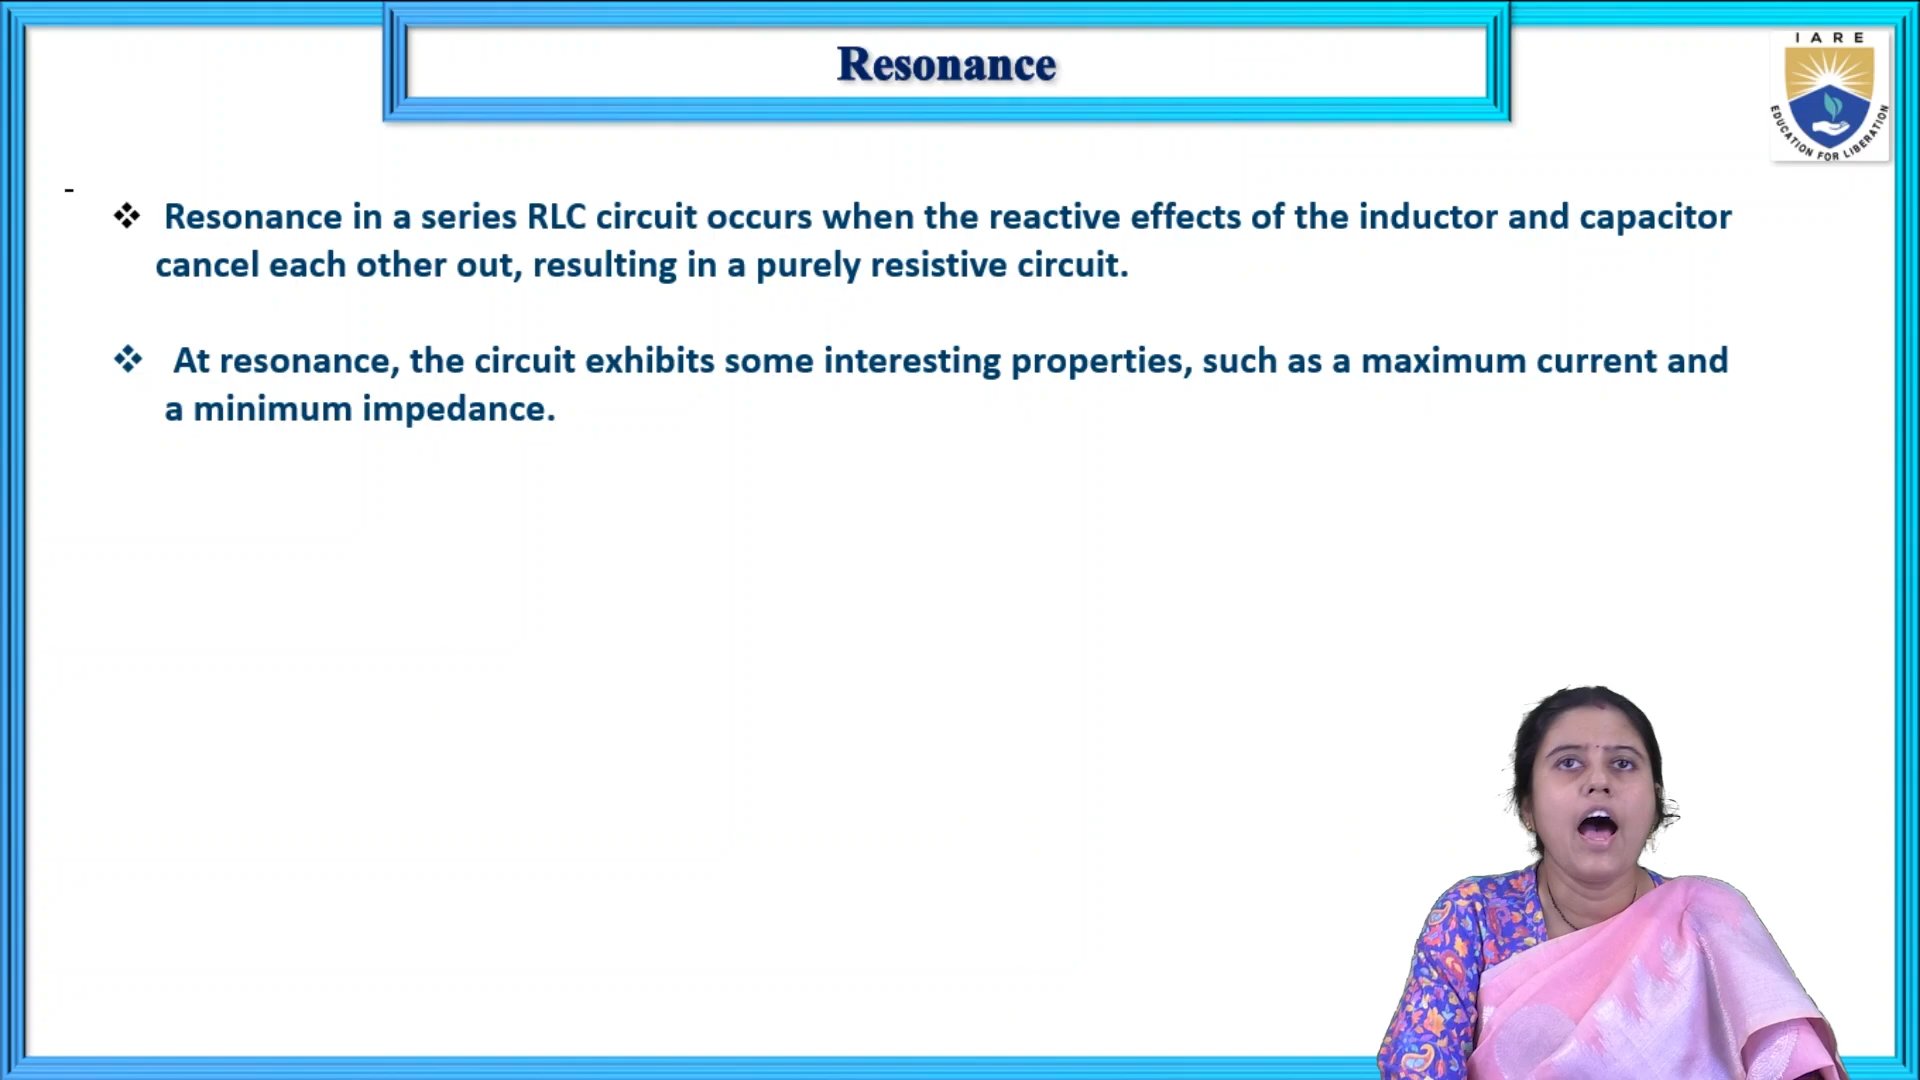 Resonance
IARE
EDUCATION FOR LIBERATION
-
❖ Resonance in a series RLC circuit occurs when the reactive effects of the inductor and capacitor
cancel each other out, resulting in a purely resistive circuit.
❖ At resonance, the circuit exhibits some interesting properties, such as a maximum current and
a minimum impedance.